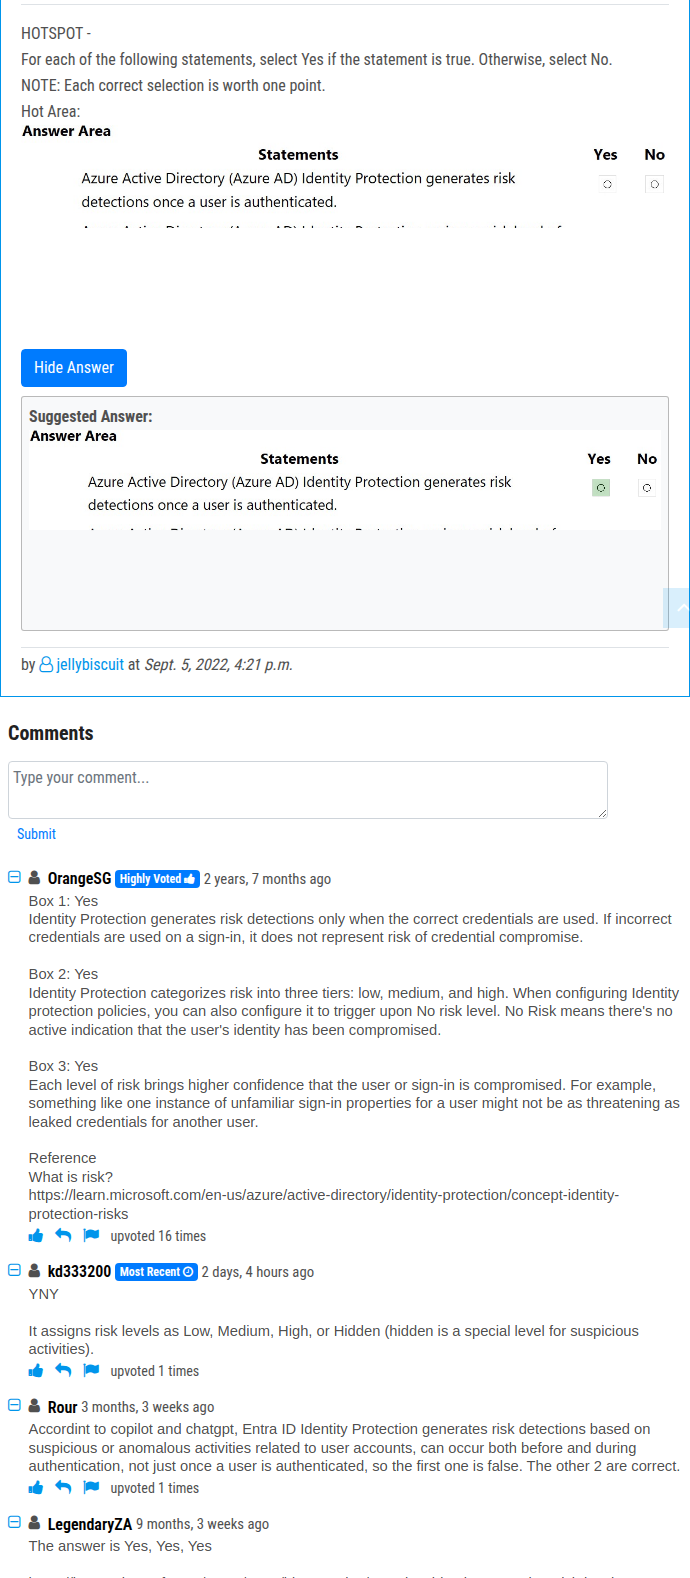 HOTSPOT -
For each of the following statements, select Yes if the statement is true. Otherwise, select No.
NOTE: Each correct selection is worth one point.
Hot Area:
Answer Area
Statements Yes No
Azure Active Directory (Azure AD) Identity Protection generates risk
detections once a user is authenticated.
Hide Answer
Suggested Answer:
Answer Area
Statements Yes No
Azure Active Directory (Azure AD) Identity Protection generates risk
detections once a user is authenticated.
by jellybiscuit at Sept. 5, 2022, 4:21 p.m.
Comments
Type your comment...
Submit
OrangeSG Highly Voted 2 years, 7 months ago
Box 1: Yes
Identity Protection generates risk detections only when the correct credentials are used. If incorrect
credentials are used on a sign-in, it does not represent risk of credential compromise.
Box 2: Yes
Identity Protection categorizes risk into three tiers: low, medium, and high. When configuring Identity
protection policies, you can also configure it to trigger upon No risk level. No Risk means there's no
active indication that the user's identity has been compromised.
Box 3: Yes
Each level of risk brings higher confidence that the user or sign-in is compromised. For example,
something like one instance of unfamiliar sign-in properties for a user might not be as threatening as
leaked credentials for another user.
Reference
What is risk?
https://learn.microsoft.com/en-us/azure/active-directory/identity-protection/concept-identity-
protection-risks
upvoted 16 times
kd333200 Most Recent 2 days, 4 hours ago
YNY
It assigns risk levels as Low, Medium, High, or Hidden (hidden is a special level for suspicious
activities).
upvoted 1 times
Rour 3 months, 3 weeks ago
Accordint to copilot and chatgpt, Entra ID Identity Protection generates risk detections based on
suspicious or anomalous activities related to user accounts, can occur both before and during
authentication, not just once a user is authenticated, so the first one is false. The other 2 are correct.
upvoted 1 times
LegendaryZA 9 months, 3 weeks ago
The answer is Yes, Yes, Yes